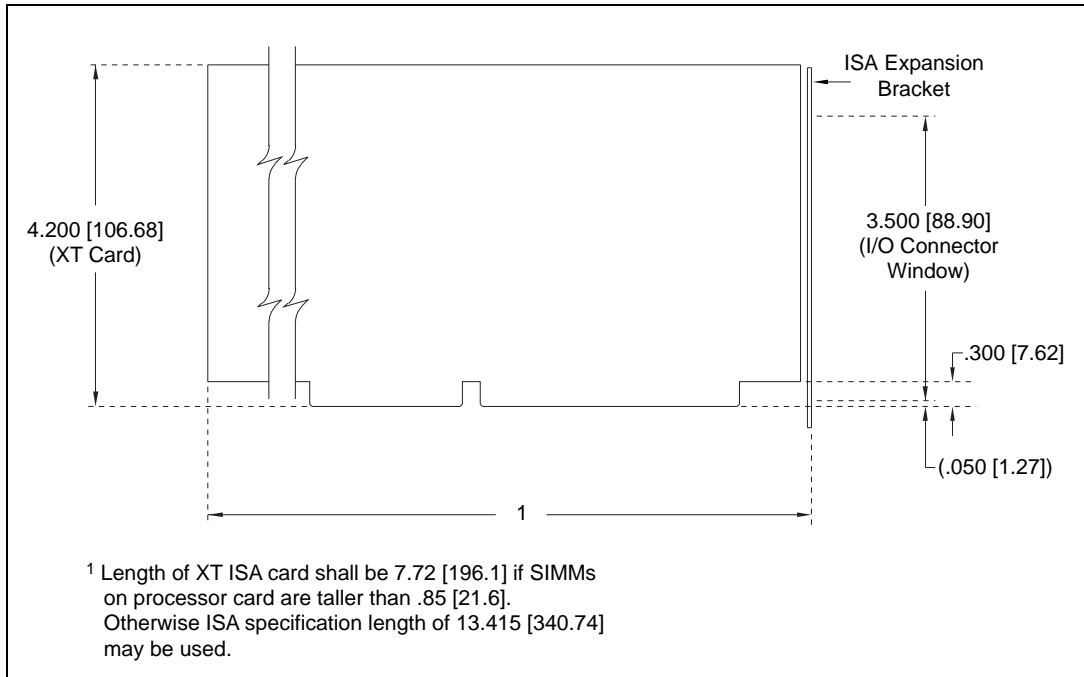 ISA Expansion
Bracket
4.200 [106.68]
(XT Card)
3.500 [88.90]
(I/O Connector
Window)
.300 [7.62]
(.050 [1.27])
1
1 Length of XT ISA card shall be 7.72 [196.1] if SIMMs
on processor card are taller than .85 [21.6].
Otherwise ISA specification length of 13.415 [340.74]
may be used.